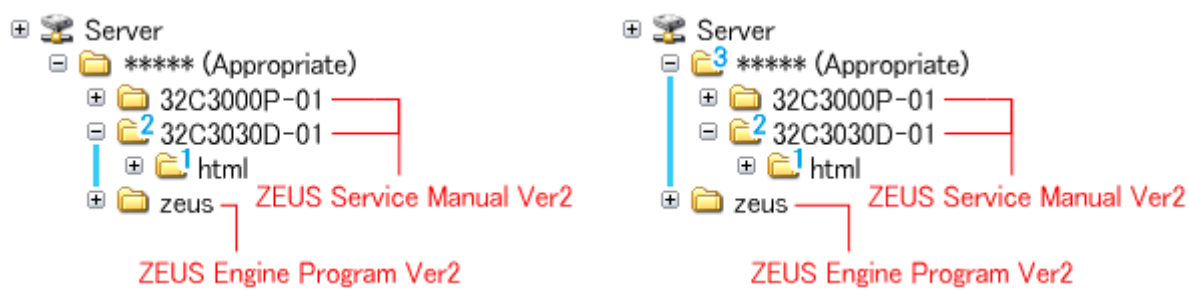 Server
***** (Appropriate)
32C3000P-01
2 32C3030D-01
1 html
zeus
ZEUS Service Manual Ver2
ZEUS Engine Program Ver2
Server
3 ***** (Appropriate)
32C3000P-01
2 32C3030D-01
1 html
zeus
ZEUS Service Manual Ver2
ZEUS Engine Program Ver2